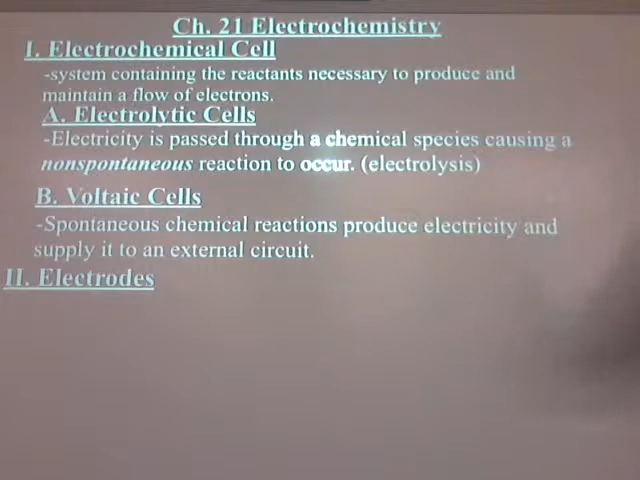 Ch. 21 Electrochemistry
I. Electrochemical Cell
-system containing the reactants necessary to produce and
maintain a flow of electrons.
A. Electrolytic Cells
-Electricity is passed through a chemical species causing a
nonspontaneous reaction to occur. (electrolysis)
B. Voltaic Cells
-Spontaneous chemical reactions produce electricity and
supply it to an external circuit.
II. Electrodes